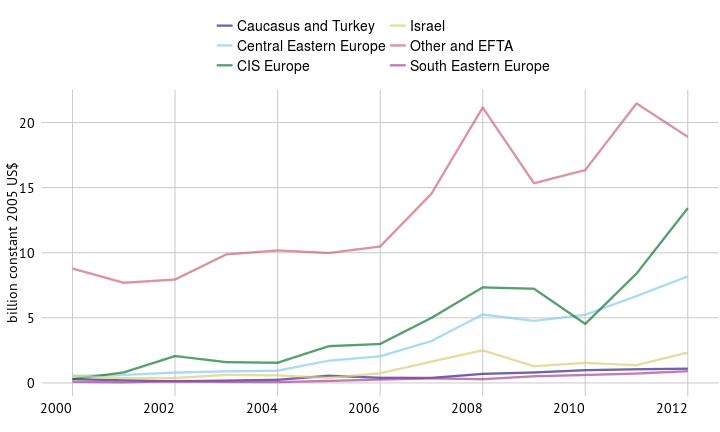 Caucasus and Turkey
Israel
Central Eastern Europe
Other and EFTA
CIS Europe
South Eastern Europe
billion constant 2005 US$
20
15
10
5
0
2000 2002 2004 2006 2008 2010 2012